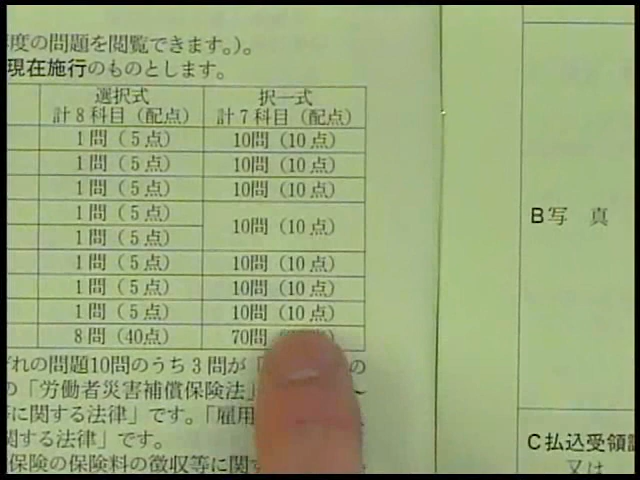 年度の問題を閲覧できます。)。
現在施行のものとします。
選択式 択一式
計8科目(配点) 計7科目(配点)
1問(5点) 10問(10点)
1問(5点) 10問(10点)
1問(5点) 10問(10点)
1問(5点) 10問(10点)
1問(5点)
1問(5点) 10問(10点)
1問(5点) 10問(10点)
1問(5点) 10問(10点)
8問(40点) 70問
ぞれの問題10問のうち3問が「 の
の「労働者災害補償保険法」 ~
等に関する法律」です。「雇用
関する法律」です。
保険の保険料の徴収等に関す
B写 真
C払込受領
又は